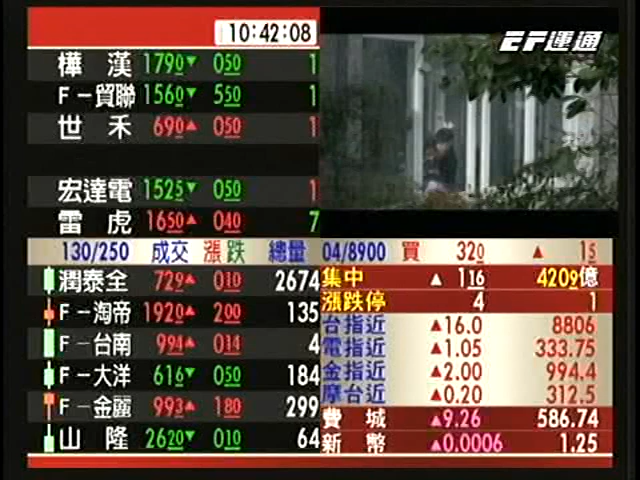 10:42:08
EF運通
樺漢 1790▼ 050 1
F－貿聯 1560▼ 550 1
世禾 690▲ 050 1
宏達電 1525▼ 050 1
雷虎 1650▲ 040 7
130/250 成交 漲跌 總量
04/8900 買 320 ▲ 15
潤泰全 729▲ 010 2674
F－淘帝 1920▲ 200 135
F－台南 994▲ 014 4
F－大洋 616▼ 050 184
F－金麗 993▲ 180 299
山隆 2620▼ 010 64
集中 ▲ 116 4209億
漲跌停 4 1
台指近 ▲16.0 8806
電指近 ▲1.05 333.75
金指近 ▲2.00 994.4
摩台近 ▲0.20 312.5
費城 ▲9.26 586.74
新幣 ▲0.0006 1.25